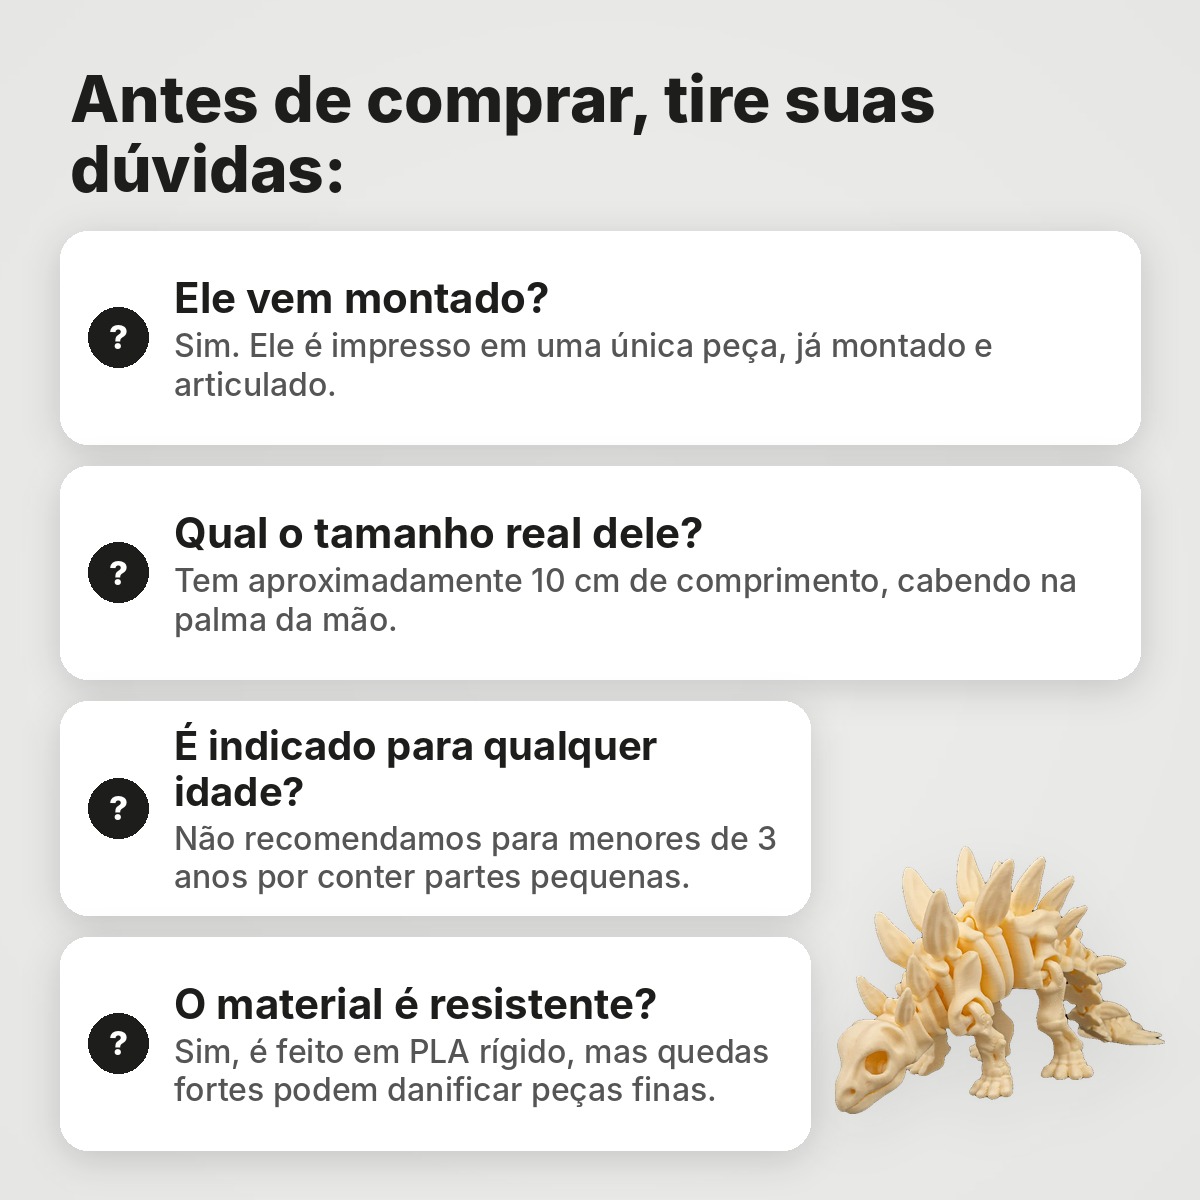 Antes de comprar, tire suas
dúvidas:
?
Ele vem montado?
Sim. Ele é impresso em uma única peça, já montado e
articulado.
?
Qual o tamanho real dele?
Tem aproximadamente 10 cm de comprimento, cabendo na
palma da mão.
?
É indicado para qualquer
idade?
Não recomendamos para menores de 3
anos por conter partes pequenas.
?
O material é resistente?
Sim, é feito em PLA rígido, mas quedas
fortes podem danificar peças finas.